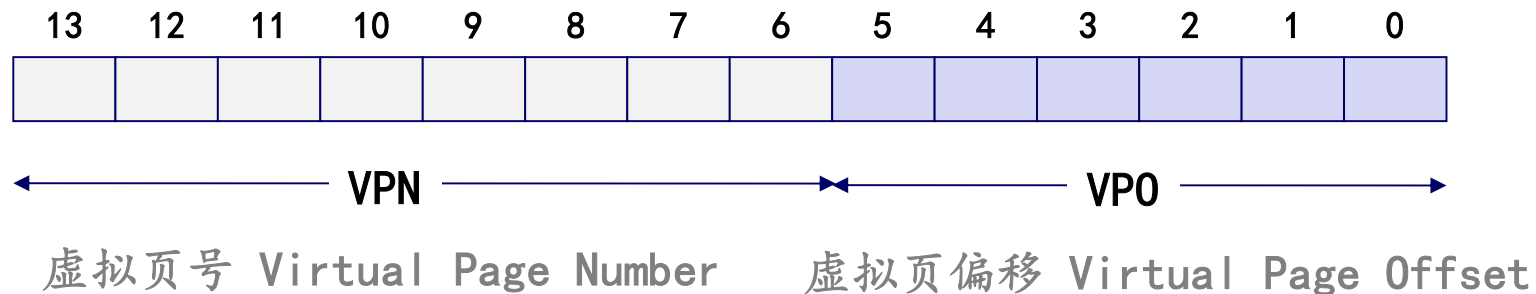 13 12 11 10 9 8 7 6 5 4 3 2 1 0
VPN VPO
虚拟页号 Virtual Page Number 虚拟页偏移 Virtual Page Offset